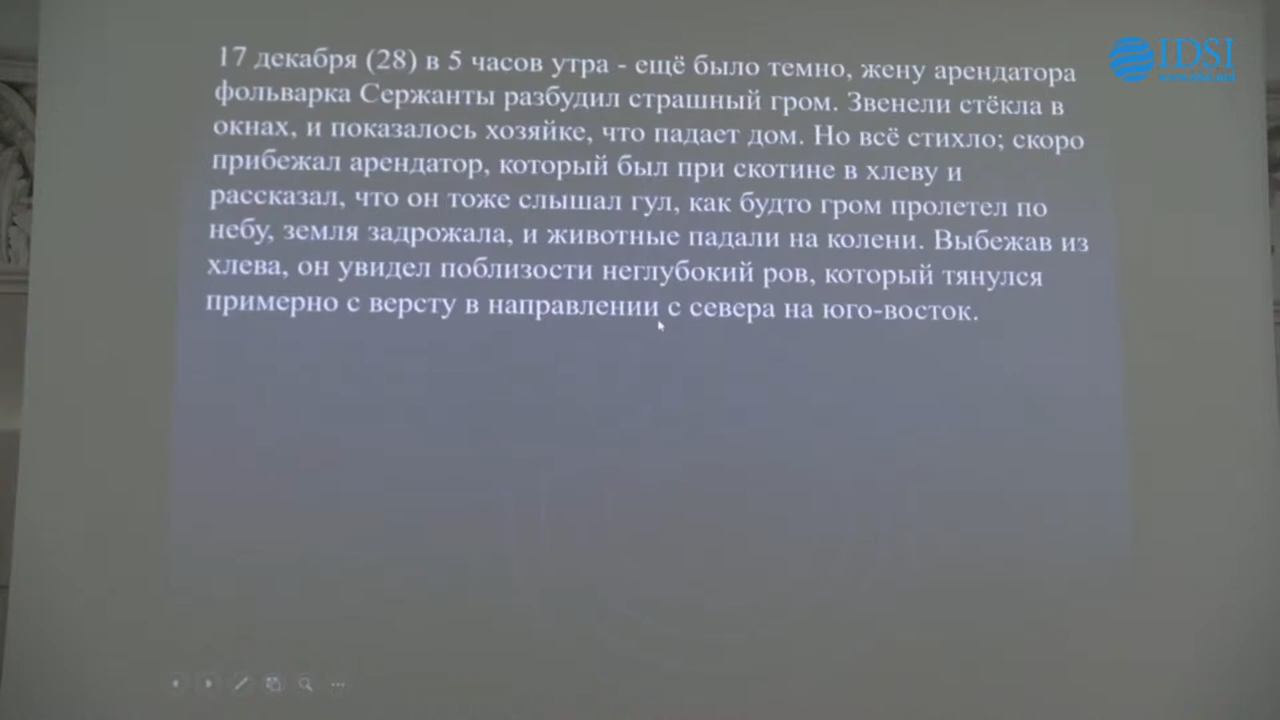 17 декабря (28) в 5 часов утра - ещё было темно, жену арендатора
фольварка Сержанты разбудил страшный гром. Звенели стёкла в
окнах, и показалось хозяйке, что падает дом. Но всё стихло; скоро
прибежал арендатор, который был при скотине в хлеву и
рассказал, что он тоже слышал гул, как будто гром пролетел по
небу, земля задрожала, и животные падали на колени. Выбежав из
хлева, он увидел поблизости неглубокий ров, который тянулся
примерно с версту в направлении с севера на юго-восток.
IDSI